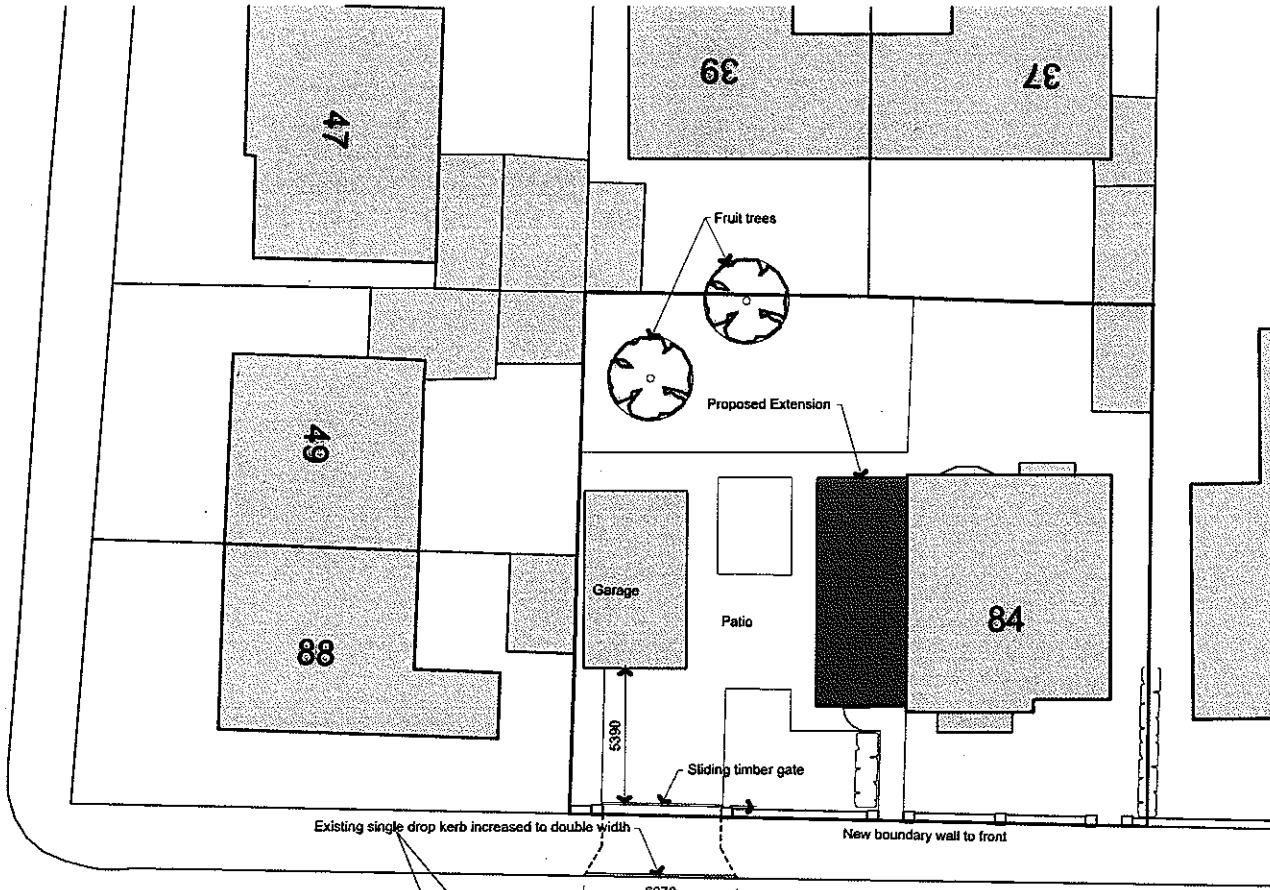 39
37
47
Fruit trees
Proposed Extension
49
Garage
Patio
84
88
5390
Sliding timber gate
Existing single drop kerb increased to double width
New boundary wall to front